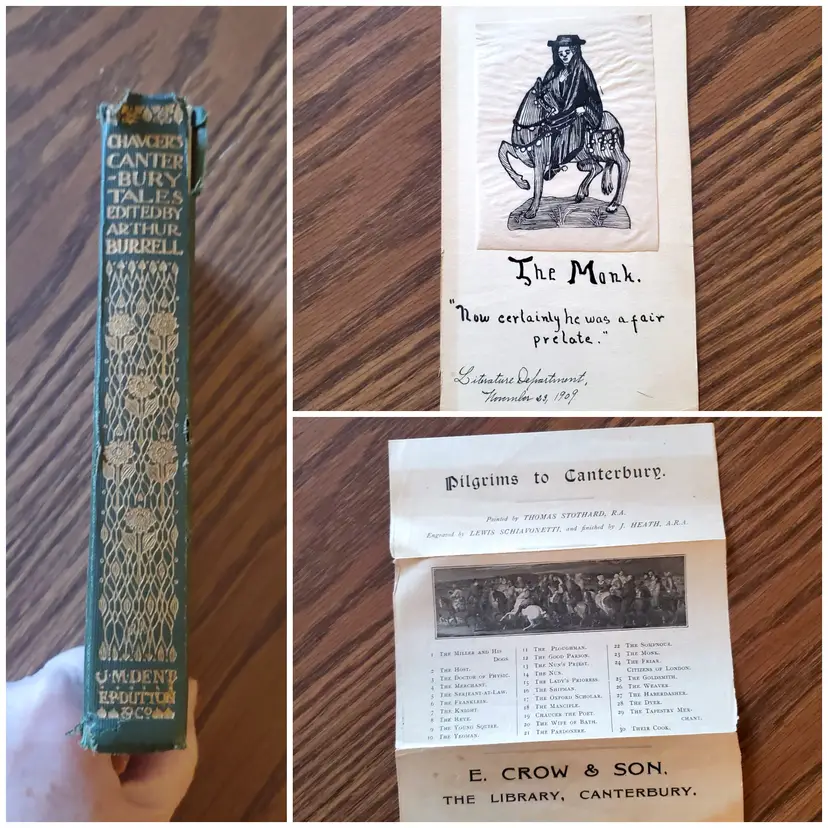 CHAVCER'S
CANTER
-BURY
TALES
EDITED BY
ARTHUR
BURRELL
J·M·DENT
E·P·DUTTON
& Co
The Monk.
"Now certainly he was a fair
prelate."
Literature Department,
November 23, 1909
Pilgrims to Canterbury.
Painted by THOMAS STOTHARD, R.A.
Engraved by LEWIS SCHIAVONETTI, and finished by J. HEATH, A.R.A.
1 THE MILLER AND HIS
DOGS
2 THE HOST.
3 THE DOCTOR OF PHYSIC.
4 THE MERCHANT.
5 THE SERJEANT-AT-LAW.
6 THE FRANKLEIN.
7 THE KNIGHT.
8 THE REVE.
9 THE YOUNG SQUIRE.
10 THE YEOMAN.
11 THE PLOUGHMAN.
12 THE GOOD PARSON.
13 THE NUN'S PRIEST.
14 THE NUN.
15 THE LADY'S PRIORESS.
16 THE SHIPMAN.
17 THE OXFORD SCHOLAR.
18 THE MANCIPLE.
19 CHAUCER THE POET.
20 THE WIFE OF BATH.
21 THE PARDONERE.
22 THE SOMPNOUR.
23 THE MONK.
24 THE FRIAR.
CITIZENS OF LONDON.
25 THE GOLDSMITH.
26 THE WEAVER.
27 THE HABERDASHER.
28 THE DYER.
29 THE TAPESTRY MER-
CHANT.
30 THEIR COOK.
E. CROW & SON,
THE LIBRARY, CANTERBURY.